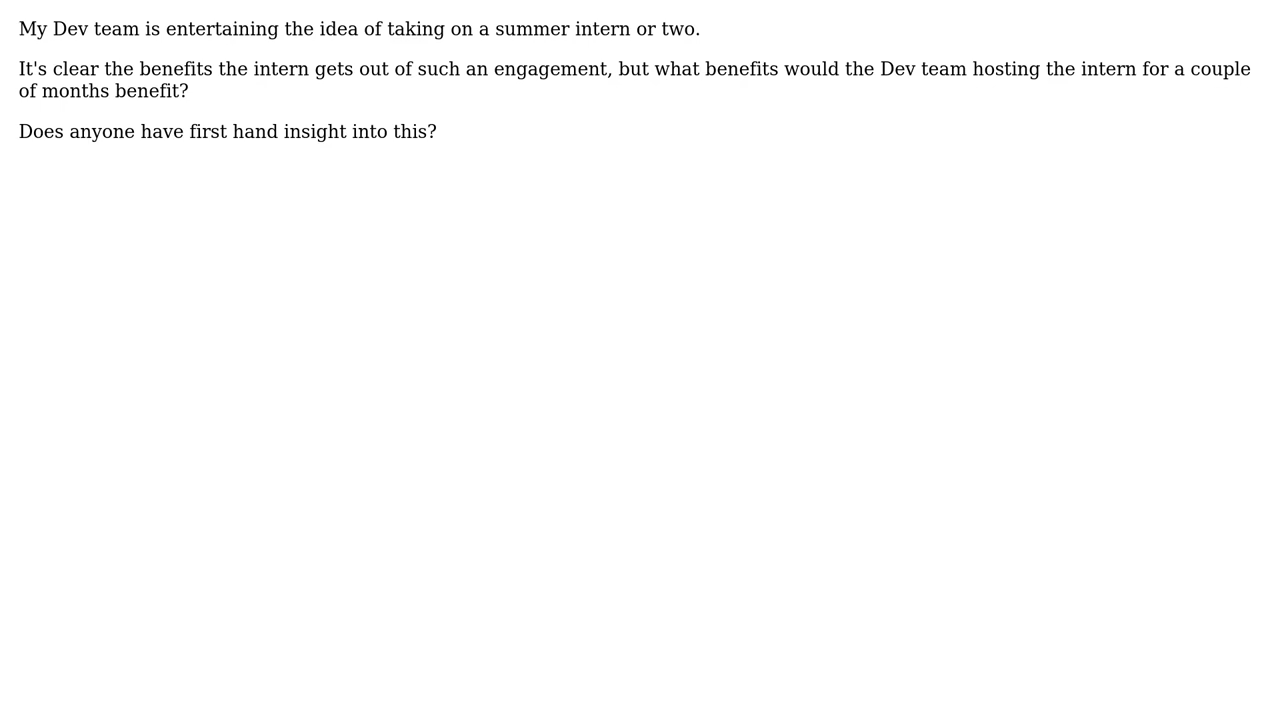 My Dev team is entertaining the idea of taking on a summer intern or two.
It's clear the benefits the intern gets out of such an engagement, but what benefits would the Dev team hosting the intern for a couple
of months benefit?
Does anyone have first hand insight into this?